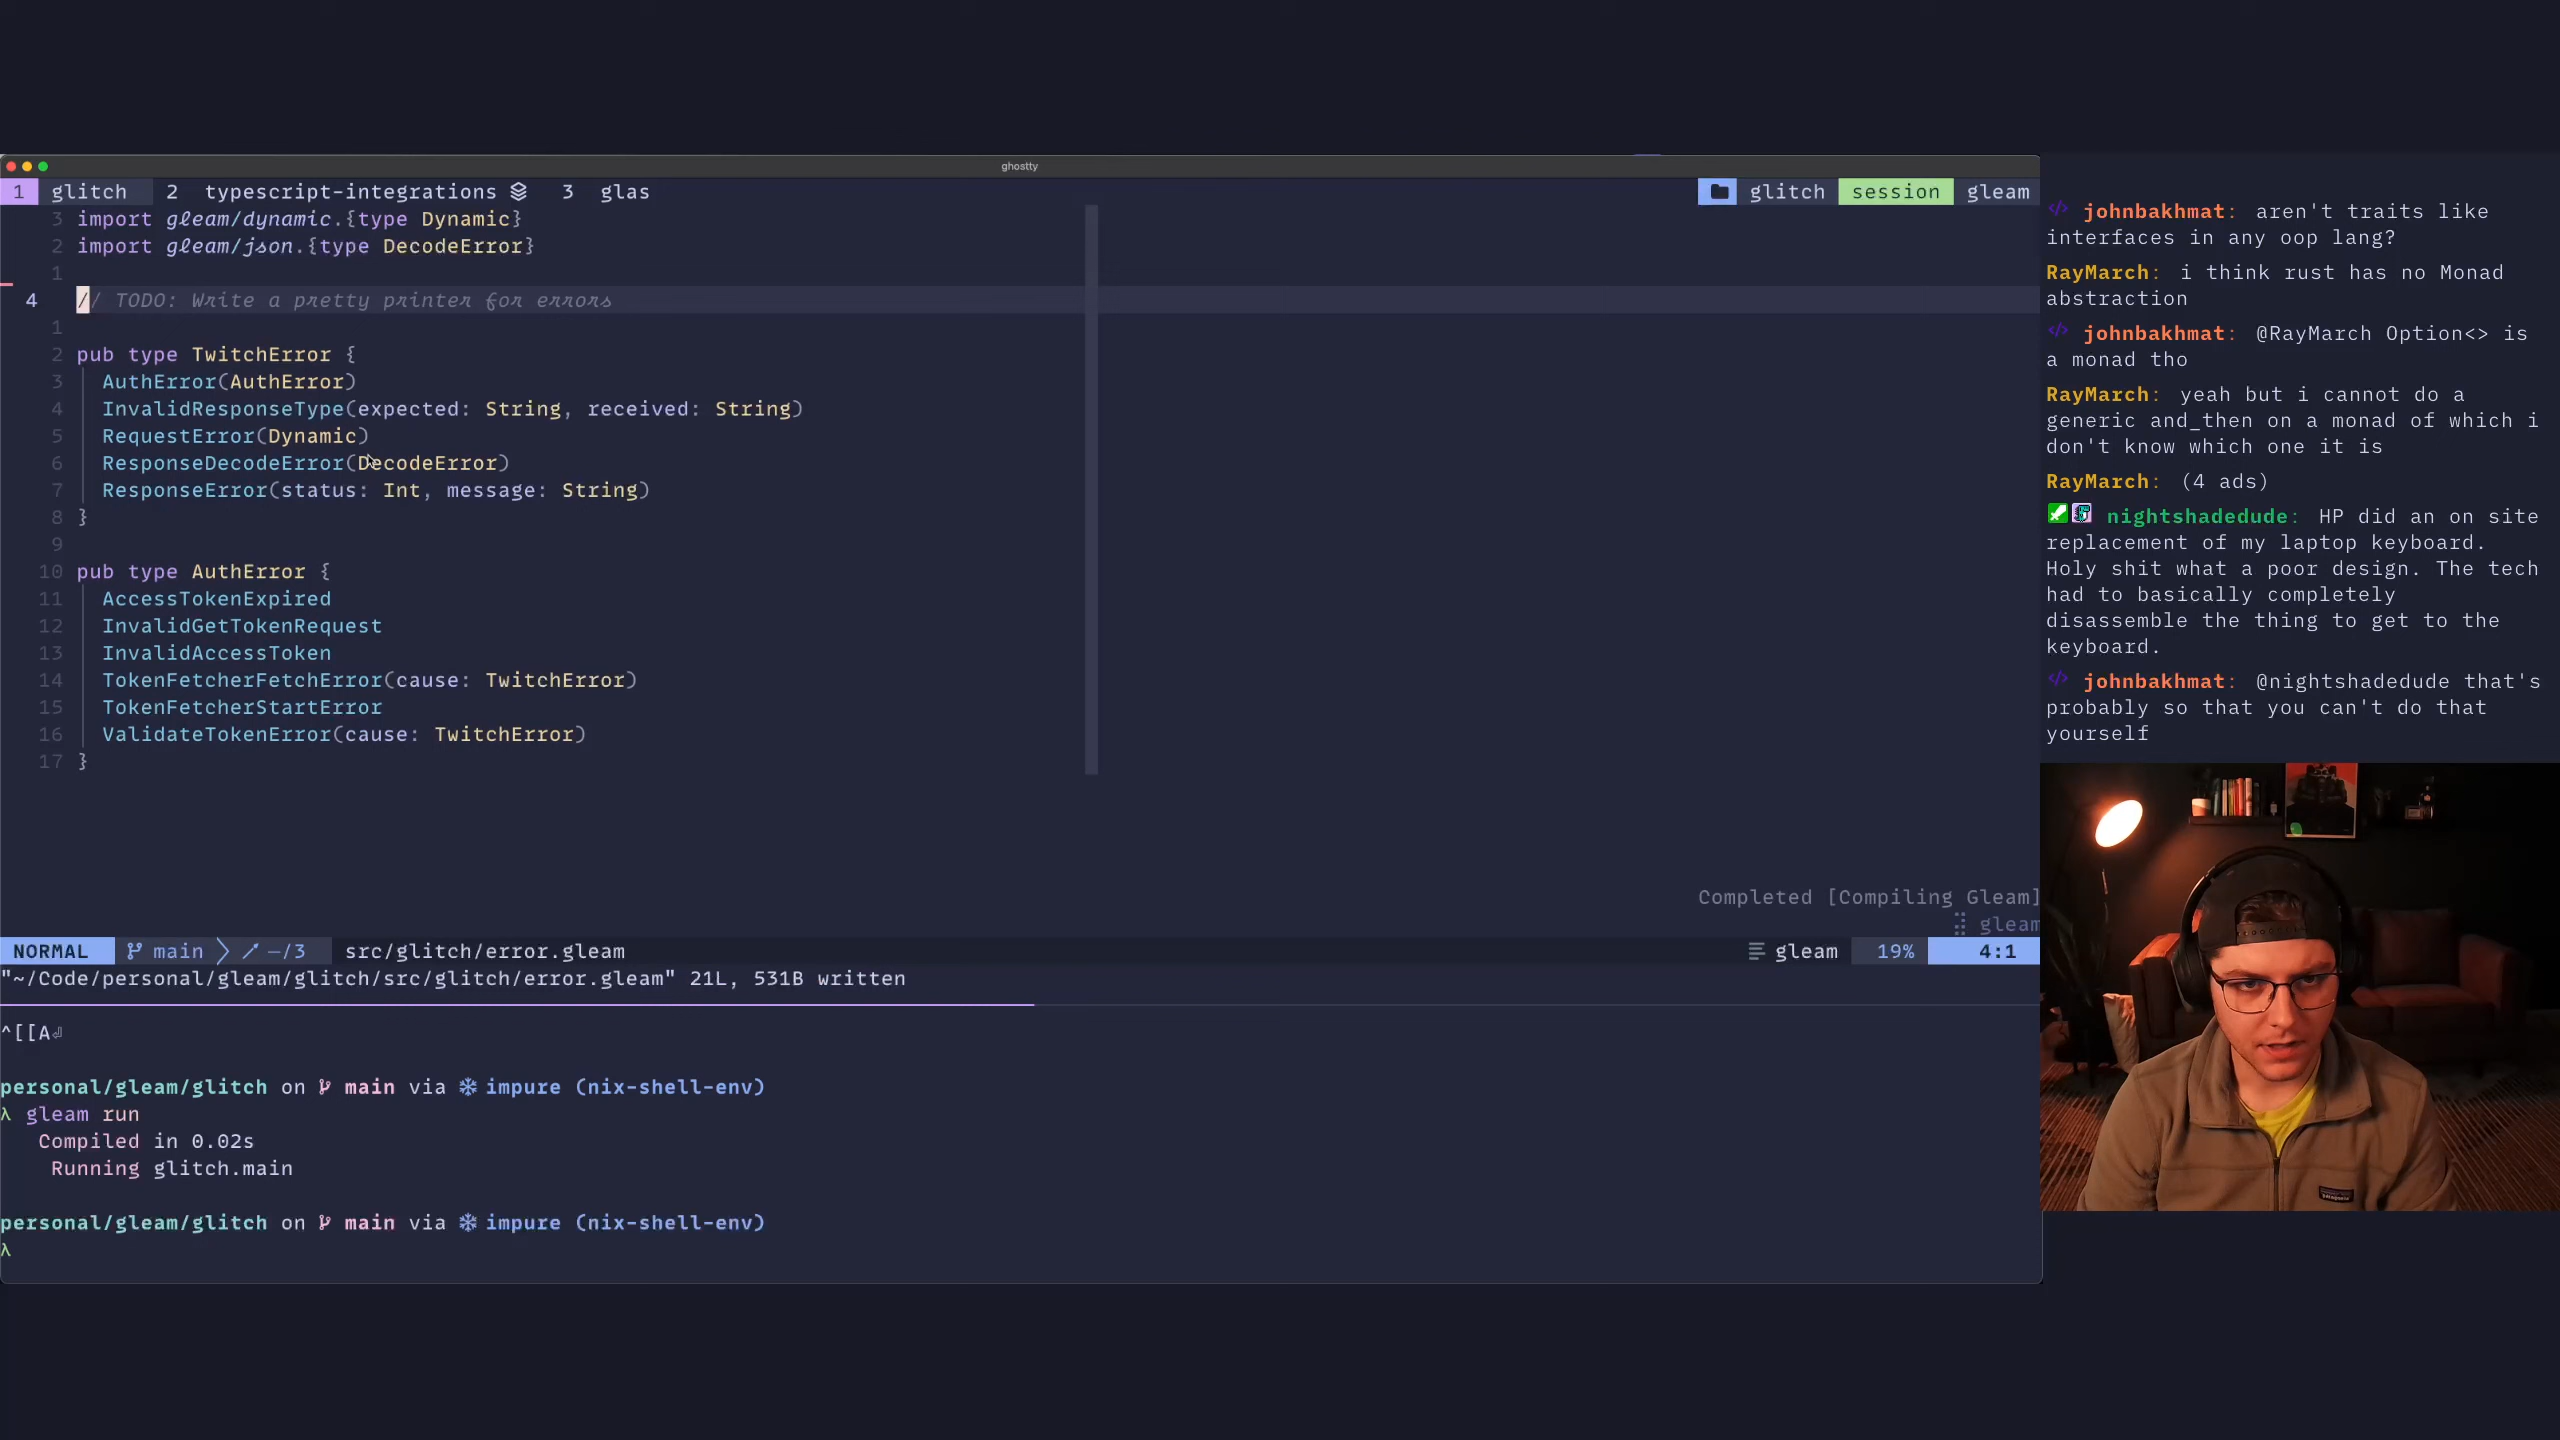 ghostty
1 glitch 2 typescript-integrations 3 glas glitch session gleam
3 import gleam/dynamic.{type Dynamic}
2 import gleam/json.{type DecodeError}
1
4 // TODO: Write a pretty printer for errors
1
2 pub type TwitchError {
3 AuthError(AuthError)
4 InvalidResponseType(expected: String, received: String)
5 RequestError(Dynamic)
6 ResponseDecodeError(DecodeError)
7 ResponseError(status: Int, message: String)
8 }
9
10 pub type AuthError {
11 AccessTokenExpired
12 InvalidGetTokenRequest
13 InvalidAccessToken
14 TokenFetcherFetchError(cause: TwitchError)
15 TokenFetcherStartError
16 ValidateTokenError(cause: TwitchError)
17 }
Completed [Compiling Gleam]
gleam
NORMAL main –/3 src/glitch/error.gleam gleam 19% 4:1
"~/Code/personal/gleam/glitch/src/glitch/error.gleam" 21L, 531B written
^[[A⏎
personal/gleam/glitch on main via impure (nix-shell-env)
λ gleam run
Compiled in 0.02s
Running glitch.main
personal/gleam/glitch on main via impure (nix-shell-env)
λ
johnbakhmat: aren't traits like
interfaces in any oop lang?
RayMarch: i think rust has no Monad
abstraction
johnbakhmat: @RayMarch Option<> is
a monad tho
RayMarch: yeah but i cannot do a
generic and_then on a monad of which i
don't know which one it is
RayMarch: (4 ads)
nightshadedude: HP did an on site
replacement of my laptop keyboard.
Holy shit what a poor design. The tech
had to basically completely
disassemble the thing to get to the
keyboard.
johnbakhmat: @nightshadedude that's
probably so that you can't do that
yourself